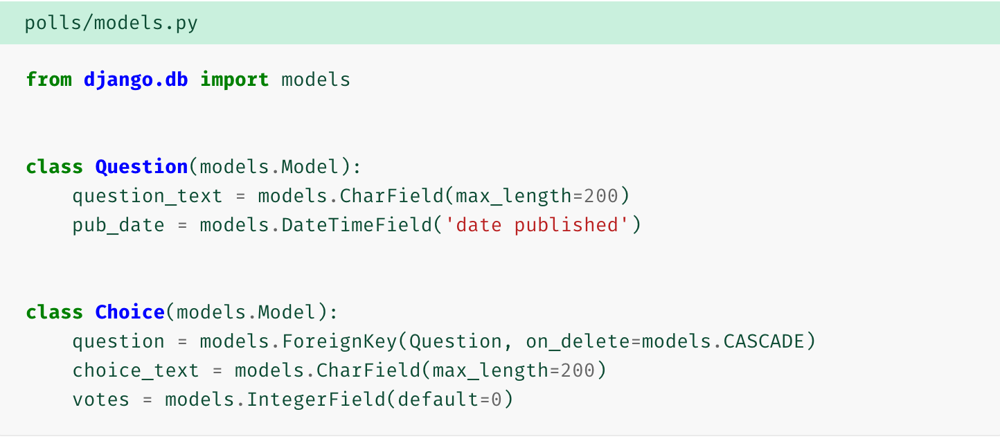 polls/models.py
from django.db import models
class Question(models.Model):
    question_text = models.CharField(max_length=200)
    pub_date = models.DateTimeField('date published')
class Choice(models.Model):
    question = models.ForeignKey(Question, on_delete=models.CASCADE)
    choice_text = models.CharField(max_length=200)
    votes = models.IntegerField(default=0)